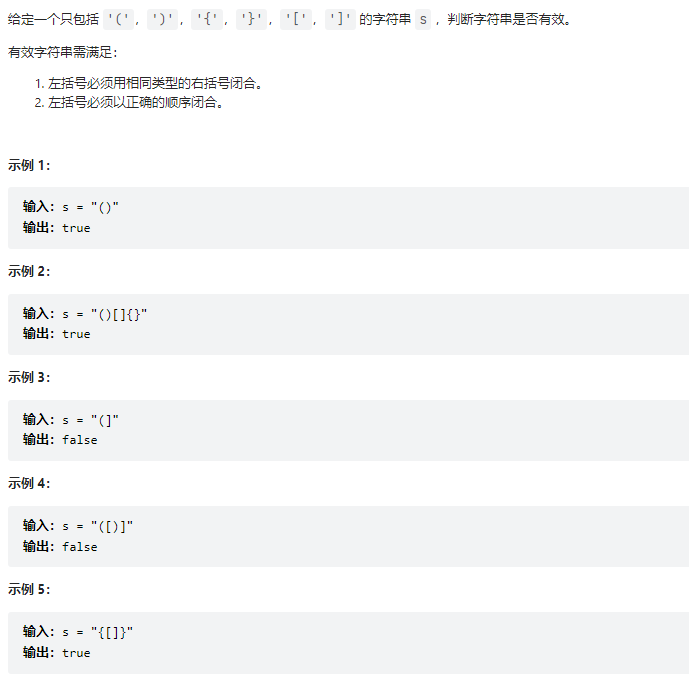 给定一个只包括 '(', ')', '{', '}', '[', ']' 的字符串 s ，判断字符串是否有效。
有效字符串需满足：
1. 左括号必须用相同类型的右括号闭合。
2. 左括号必须以正确的顺序闭合。
示例 1：
输入：s = "()"
输出：true
示例 2：
输入：s = "()[]{}"
输出：true
示例 3：
输入：s = "(]"
输出：false
示例 4：
输入：s = "([)]"
输出：false
示例 5：
输入：s = "{[]}"
输出：true